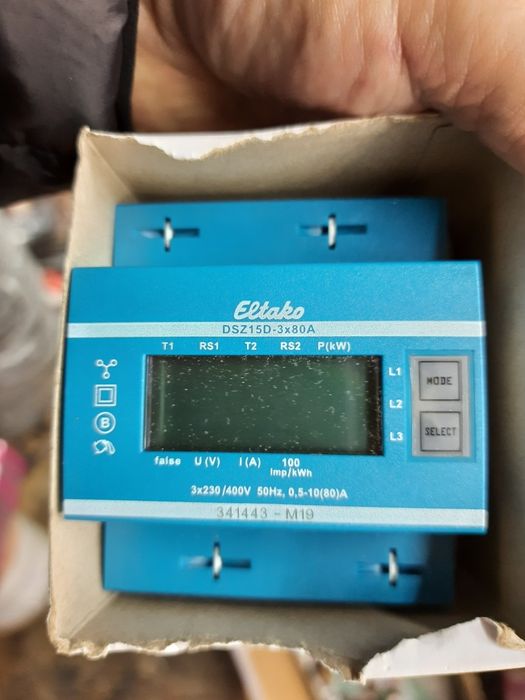 Eltako
DSZ15D-3x80A
T1 RS1 T2 RS2 P(kW)
L1
MODE
L2
L3
SELECT
B
false U (V) I (A) 100
Imp/kWh
3x230/400V 50Hz, 0,5-10(80)A
341443 - M19